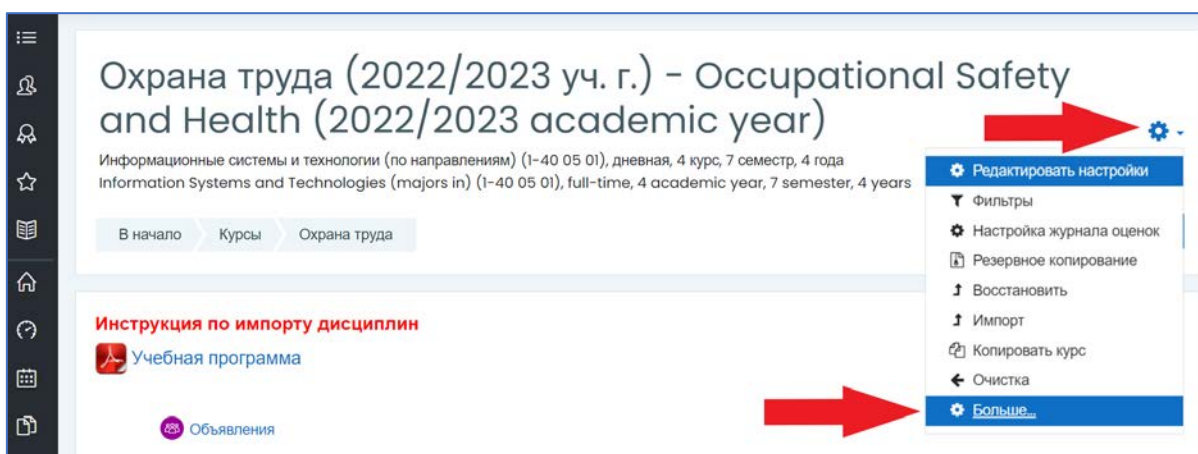 Охрана труда (2022/2023 уч. г.) - Occupational Safety
and Health (2022/2023 academic year)
Информационные системы и технологии (по направлениям) (1-40 05 01), дневная, 4 курс, 7 семестр, 4 года
Information Systems and Technologies (majors in) (1-40 05 01), full-time, 4 academic year, 7 semester, 4 years
В начало Курсы Охрана труда
Редактировать настройки
Фильтры
Настройка журнала оценок
Резервное копирование
Восстановить
Импорт
Копировать курс
Очистка
Больше...
Инструкция по импорту дисциплин
Учебная программа
Объявления